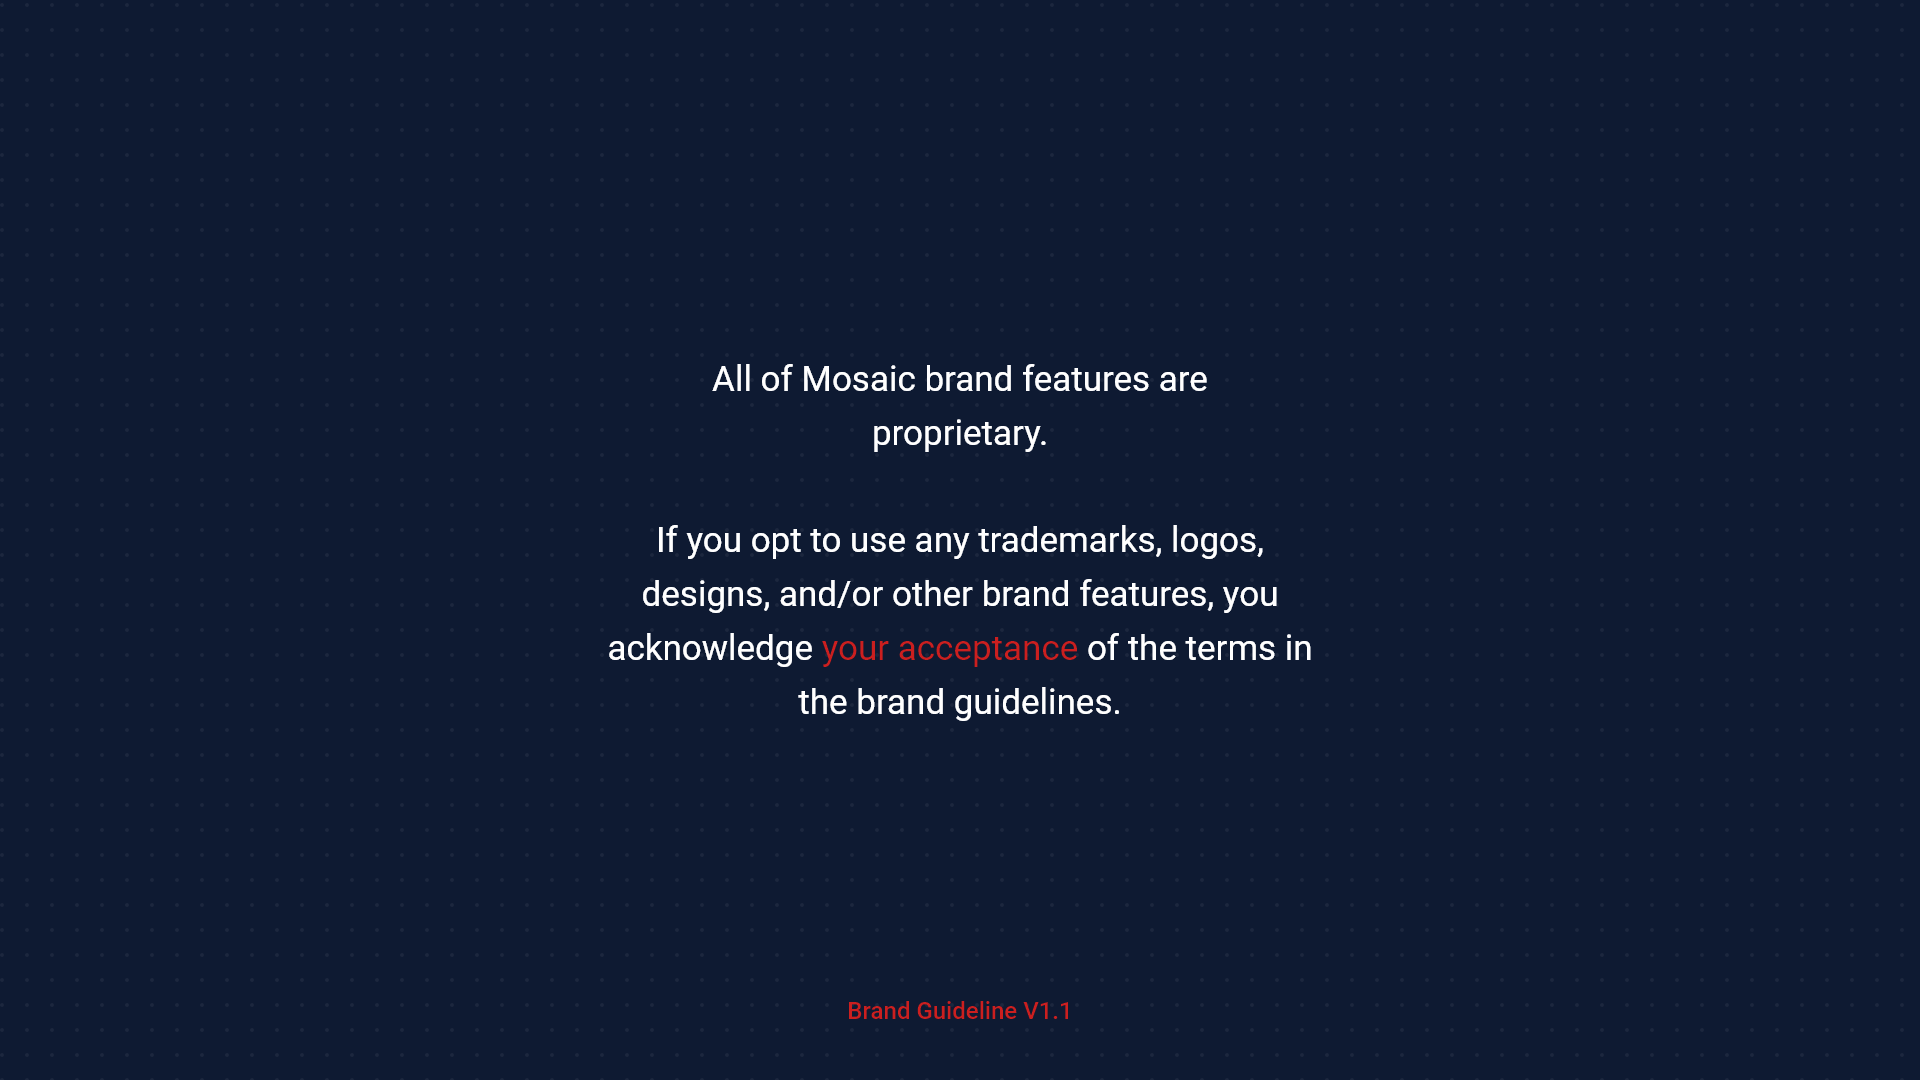 All of Mosaic brand features are
proprietary.
If you opt to use any trademarks, logos,
designs, and/or other brand features, you
acknowledge your acceptance of the terms in
the brand guidelines.
Brand Guideline V1.1